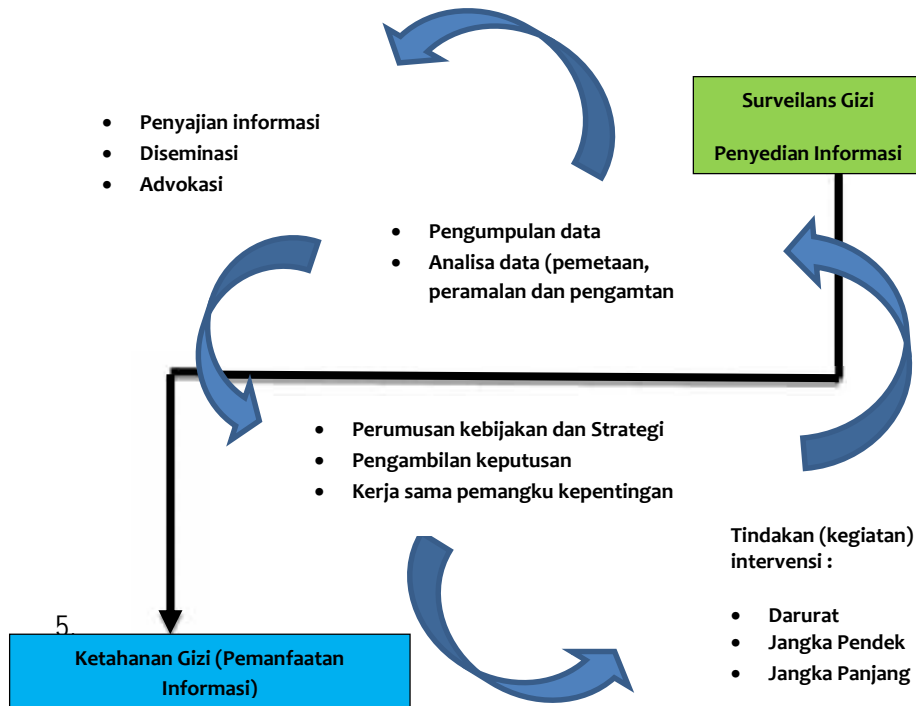 Surveilans Gizi
Penyedian Informasi
• Penyajian informasi
• Diseminasi
• Advokasi
• Pengumpulan data
• Analisa data (pemetaan,
peramalan dan pengamtan
• Perumusan kebijakan dan Strategi
• Pengambilan keputusan
• Kerja sama pemangku kepentingan
Tindakan (kegiatan)
intervensi :
• Darurat
• Jangka Pendek
• Jangka Panjang
5.
Ketahanan Gizi (Pemanfaatan
Informasi)